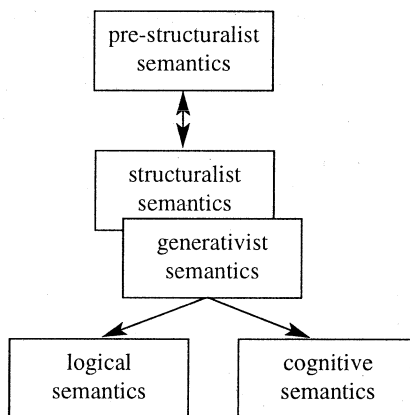 pre-structuralist
semantics
structuralist
semantics
generativist
semantics
logical
semantics
cognitive
semantics